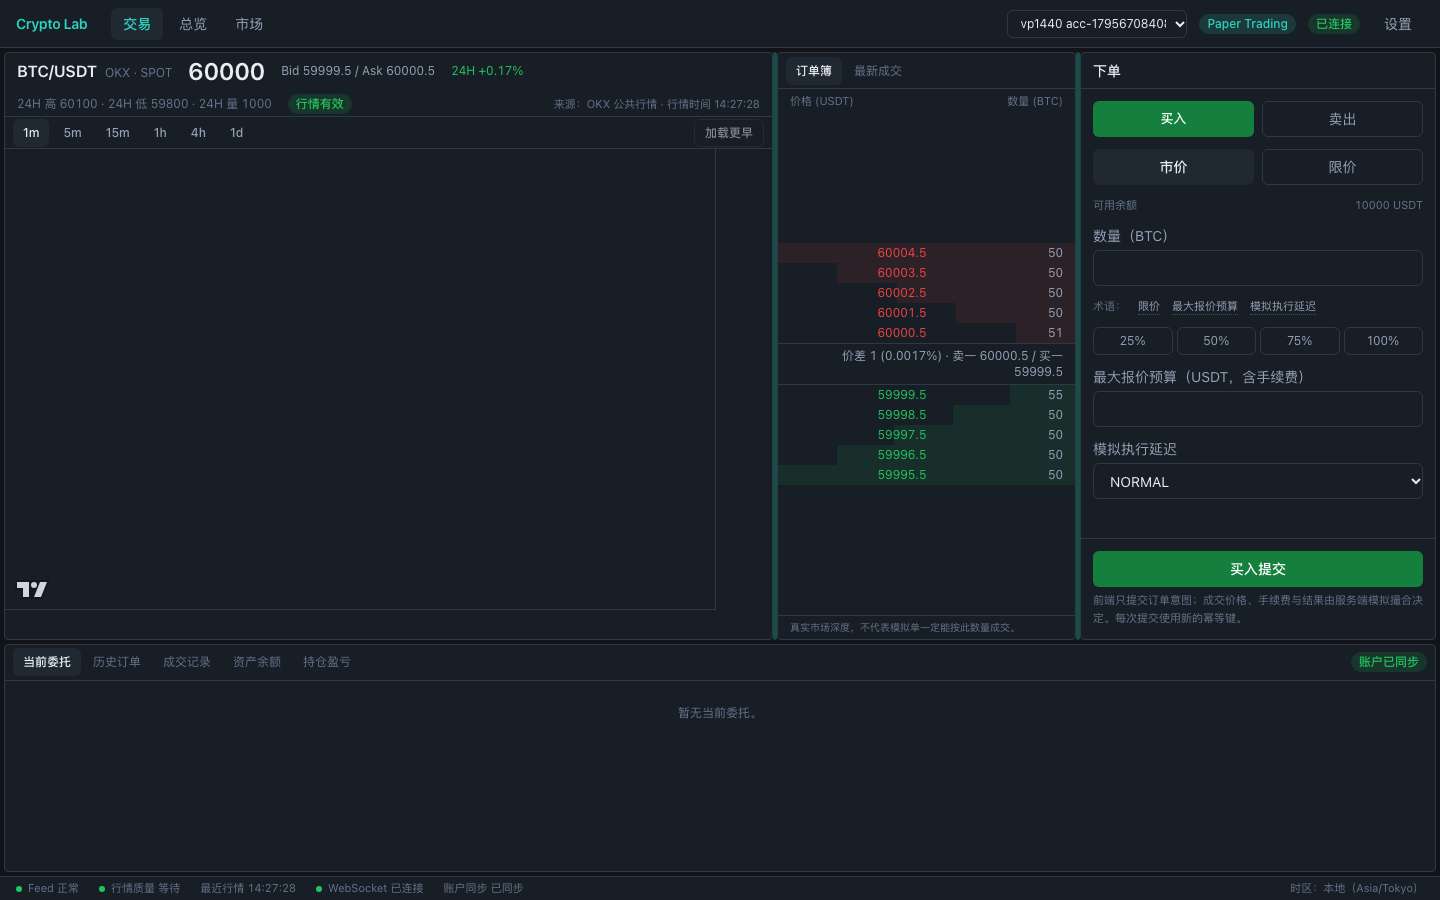 Crypto Lab 交易 总览 市场 vp1440 acc-1795670840 Paper Trading 已连接 设置
BTC/USDT OKX · SPOT 60000 Bid 59999.5 / Ask 60000.5 24H +0.17%
24H 高 60100 · 24H 低 59800 · 24H 量 1000 行情有效 来源：OKX 公共行情 · 行情时间 14:27:28
1m 5m 15m 1h 4h 1d 加载更早
订单簿 最新成交
价格 (USDT) 数量 (BTC)
60004.5 50
60003.5 50
60002.5 50
60001.5 50
60000.5 51
价差 1 (0.0017%) · 卖一 60000.5 / 买一
59999.5
59999.5 55
59998.5 50
59997.5 50
59996.5 50
59995.5 50
真实市场深度，不代表模拟单一定能按此数量成交。
下单
买入 卖出
市价 限价
可用余额 10000 USDT
数量（BTC）
术语： 限价 最大报价预算 模拟执行延迟
25% 50% 75% 100%
最大报价预算（USDT，含手续费）
模拟执行延迟
NORMAL
买入提交
前端只提交订单意图；成交价格、手续费与结果由服务端模拟撮合决
定。每次提交使用新的幂等键。
当前委托 历史订单 成交记录 资产余额 持仓盈亏 账户已同步
暂无当前委托。
Feed 正常 行情质量 等待 最近行情 14:27:28 WebSocket 已连接 账户同步 已同步 时区：本地（Asia/Tokyo）